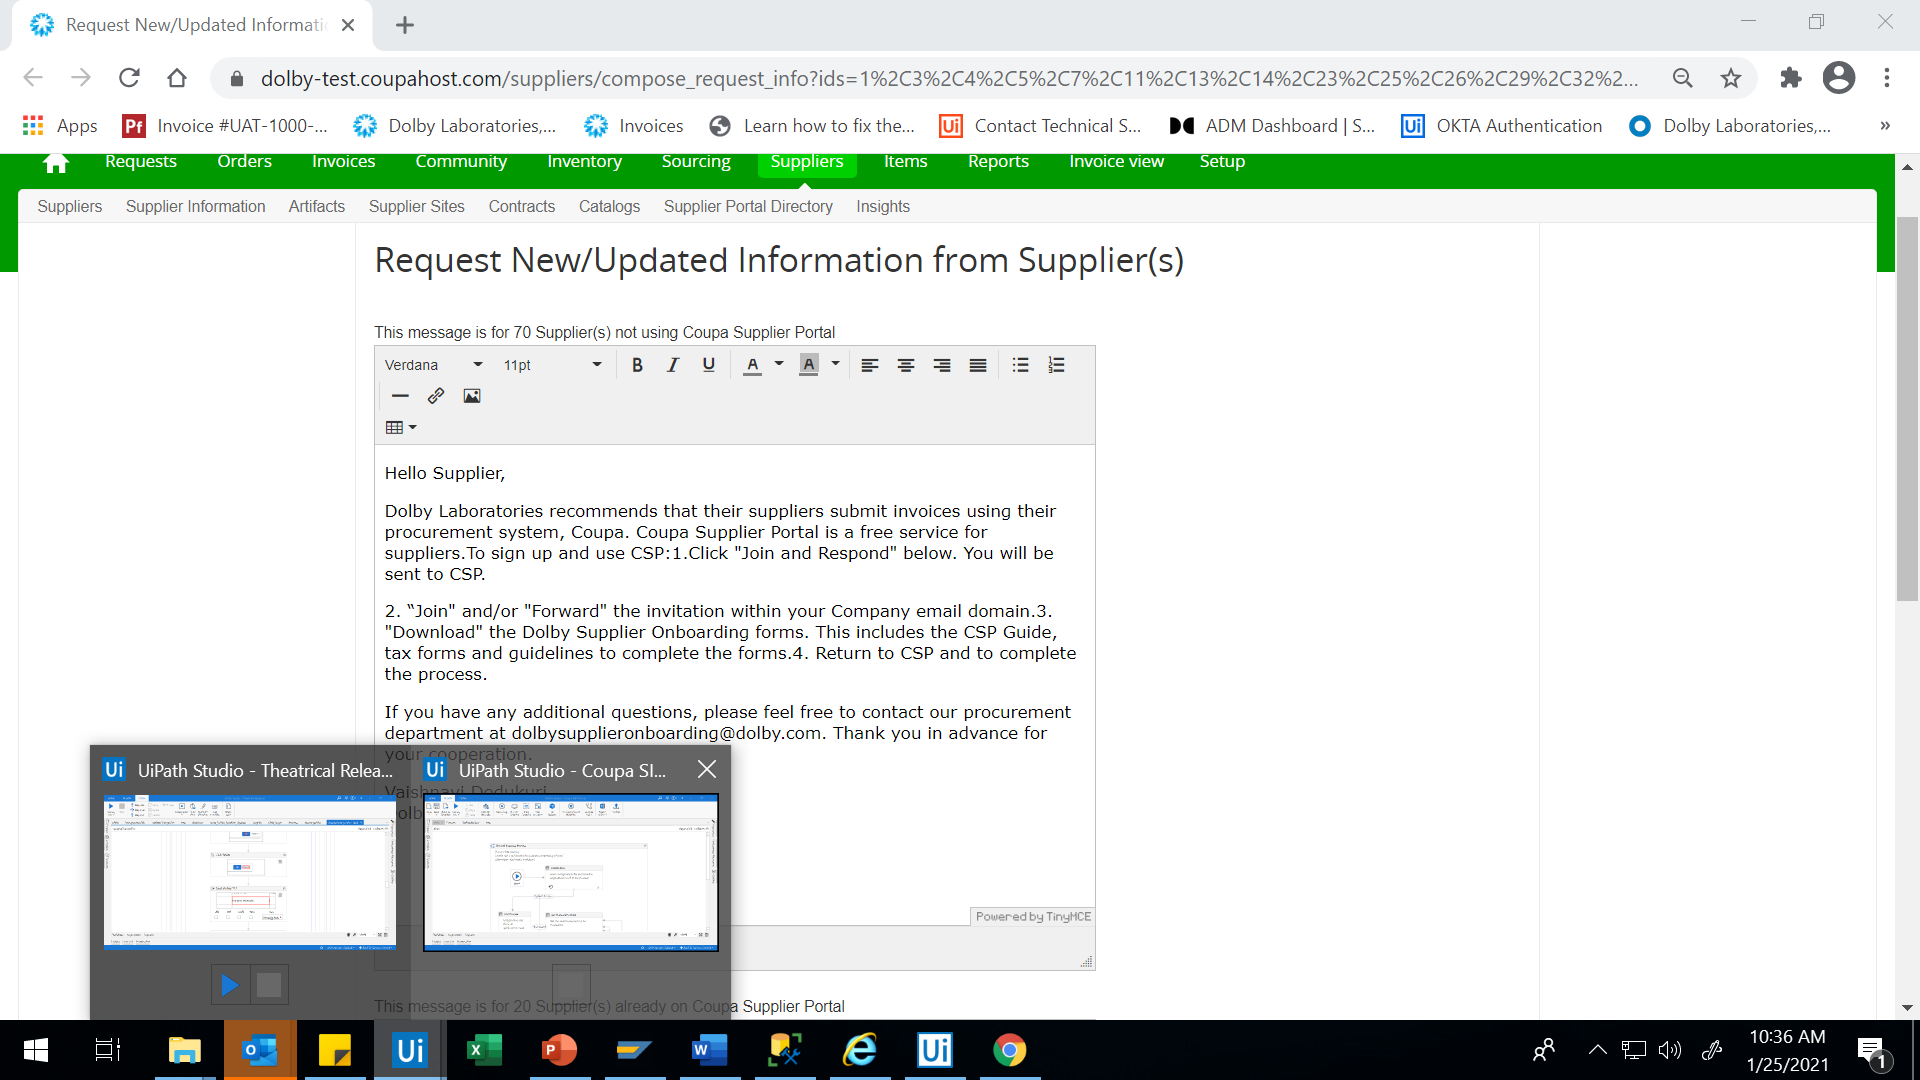 Request New/Updated Informati
dolby-test.coupahost.com/suppliers/compose_request_info?ids=1%2C3%2C4%2C5%2C7%2C11%2C13%2C14%2C23%2C25%2C26%2C29%2C32%2...
Apps Pf Invoice #UAT-1000-... Dolby Laboratories,... Invoices Learn how to fix the... Ui Contact Technical S... ADM Dashboard | S... Ui OKTA Authentication Dolby Laboratories,... »
Requests Orders Invoices Community Inventory Sourcing Suppliers Items Reports Invoice view Setup
Suppliers Supplier Information Artifacts Supplier Sites Contracts Catalogs Supplier Portal Directory Insights
Request New/Updated Information from Supplier(s)
This message is for 70 Supplier(s) not using Coupa Supplier Portal
Verdana 11pt B I U A A
Hello Supplier,
Dolby Laboratories recommends that their suppliers submit invoices using their
procurement system, Coupa. Coupa Supplier Portal is a free service for
suppliers.To sign up and use CSP:1.Click "Join and Respond" below. You will be
sent to CSP.
2. “Join" and/or "Forward" the invitation within your Company email domain.3.
"Download" the Dolby Supplier Onboarding forms. This includes the CSP Guide,
tax forms and guidelines to complete the forms.4. Return to CSP and to complete
the process.
If you have any additional questions, please feel free to contact our procurement
department at dolbysupplieronboarding@dolby.com. Thank you in advance for
your cooperation.
Vaishnavi Dodukuri
Ui UiPath Studio - Theatrical Relea... Ui UiPath Studio - Coupa SI...
Powered by TinyMCE
This message is for 20 Supplier(s) already on Coupa Supplier Portal
Ui Ui
10:36 AM
1/25/2021
1